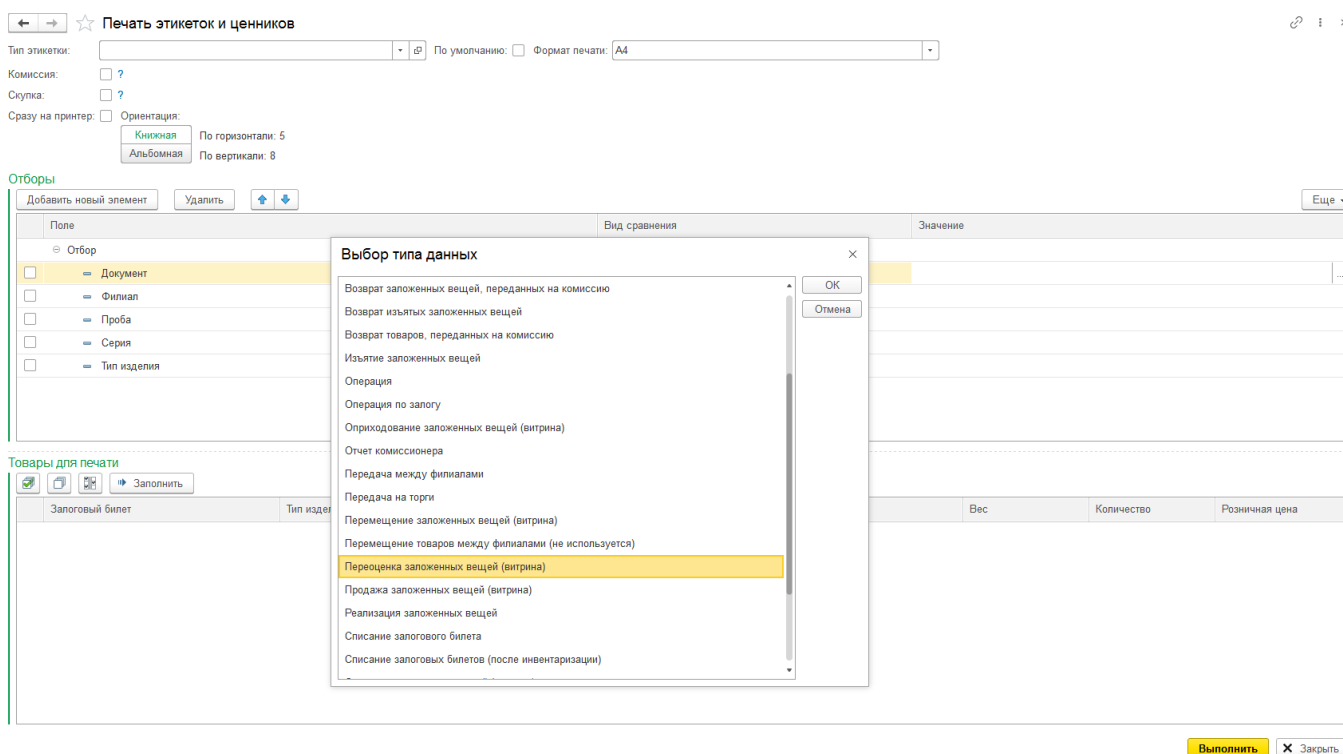 Печать этикеток и ценников
Тип этикетки: По умолчанию: Формат печати: A4
Комиссия: ?
Скупка: ?
Сразу на принтер: Ориентация:
Книжная По горизонтали: 5
Альбомная По вертикали: 8
Отборы
Добавить новый элемент Удалить Еще
Поле Вид сравнения Значение
Отбор
Документ
Филиал
Проба
Серия
Тип изделия
Выбор типа данных
Возврат заложенных вещей, переданных на комиссию
Возврат изъятых заложенных вещей
Возврат товаров, переданных на комиссию
Изъятие заложенных вещей
Операция
Операция по залогу
Оприходование заложенных вещей (витрина)
Отчет комиссионера
Передача между филиалами
Передача на торги
Перемещение заложенных вещей (витрина)
Перемещение товаров между филиалами (не используется)
Переоценка заложенных вещей (витрина)
Продажа заложенных вещей (витрина)
Реализация заложенных вещей
Списание залогового билета
Списание залоговых билетов (после инвентаризации)
OK
Отмена
Товары для печати
Заполнить
Залоговый билет Тип издел Вес Количество Розничная цена
Выполнить Закрыть